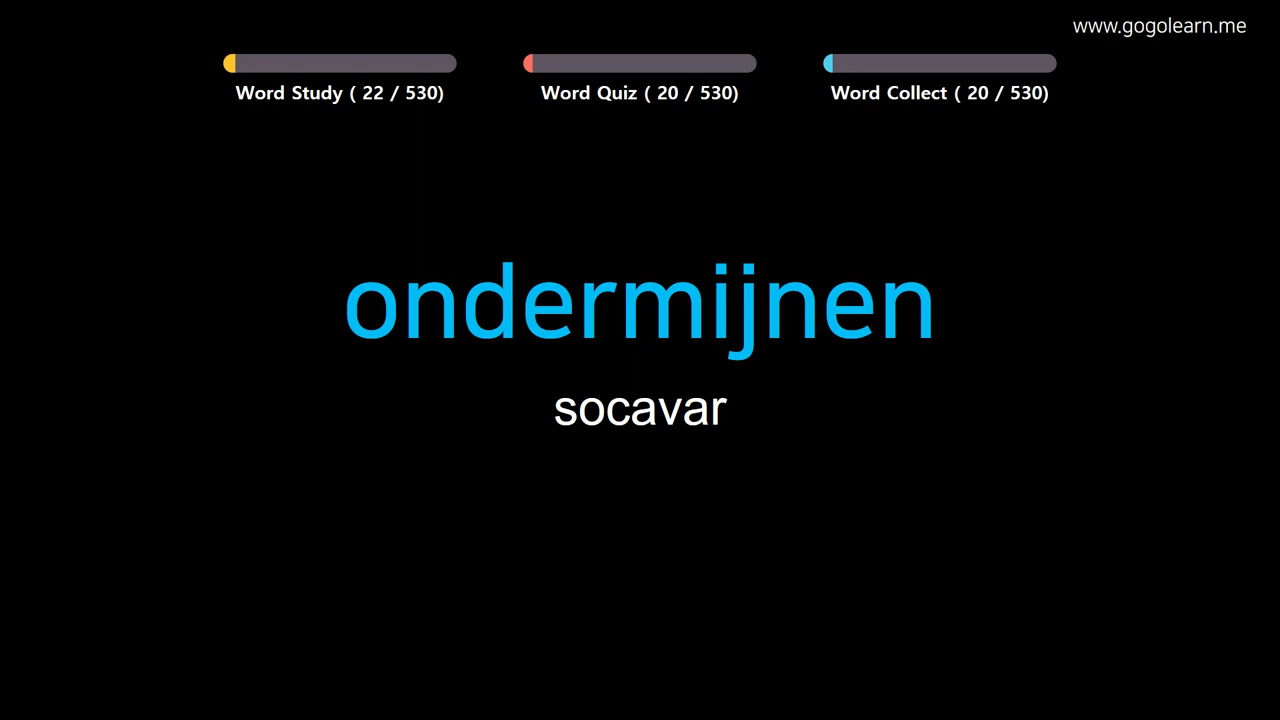 www.gogolearn.me
Word Study ( 22 / 530)
Word Quiz ( 20 / 530)
Word Collect ( 20 / 530)
ondermijnen
socavar